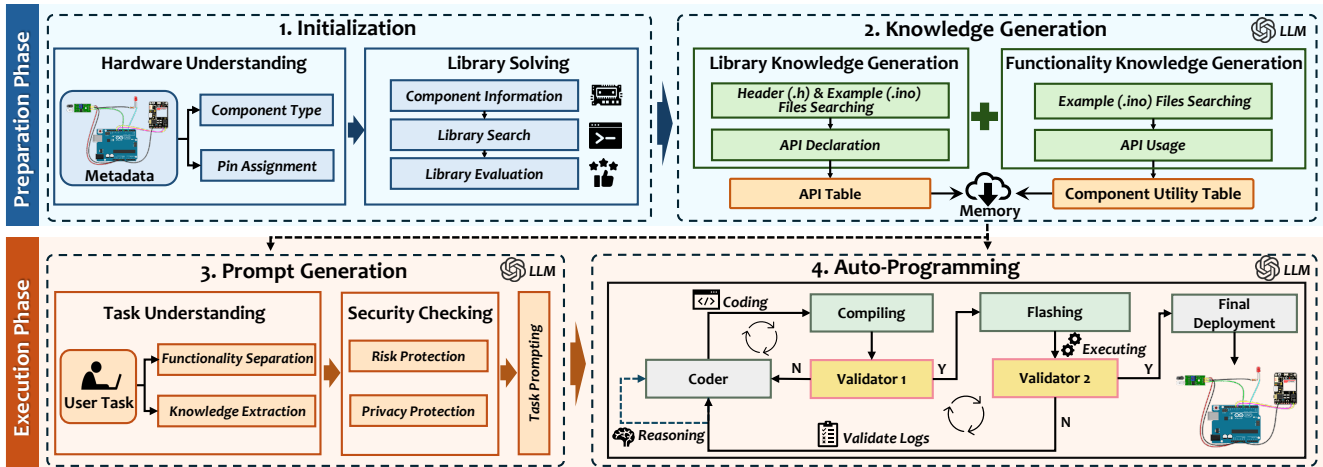 Preparation Phase
1. Initialization
Hardware Understanding
Metadata
Component Type
Pin Assignment
Library Solving
Component Information
Library Search
Library Evaluation
2. Knowledge Generation
LLM
Library Knowledge Generation
Header (.h) & Example (.ino)
Files Searching
API Declaration
API Table
Functionality Knowledge Generation
Example (.ino) Files Searching
API Usage
Component Utility Table
Memory
Execution Phase
3. Prompt Generation
LLM
Task Understanding
User Task
Functionality Separation
Knowledge Extraction
Security Checking
Risk Protection
Privacy Protection
Task Prompting
4. Auto-Programming
LLM
Coding
Compiling
Flashing
Final
Deployment
Executing
Coder
N
Validator 1
Y
Validator 2
Y
N
Reasoning
Validate Logs